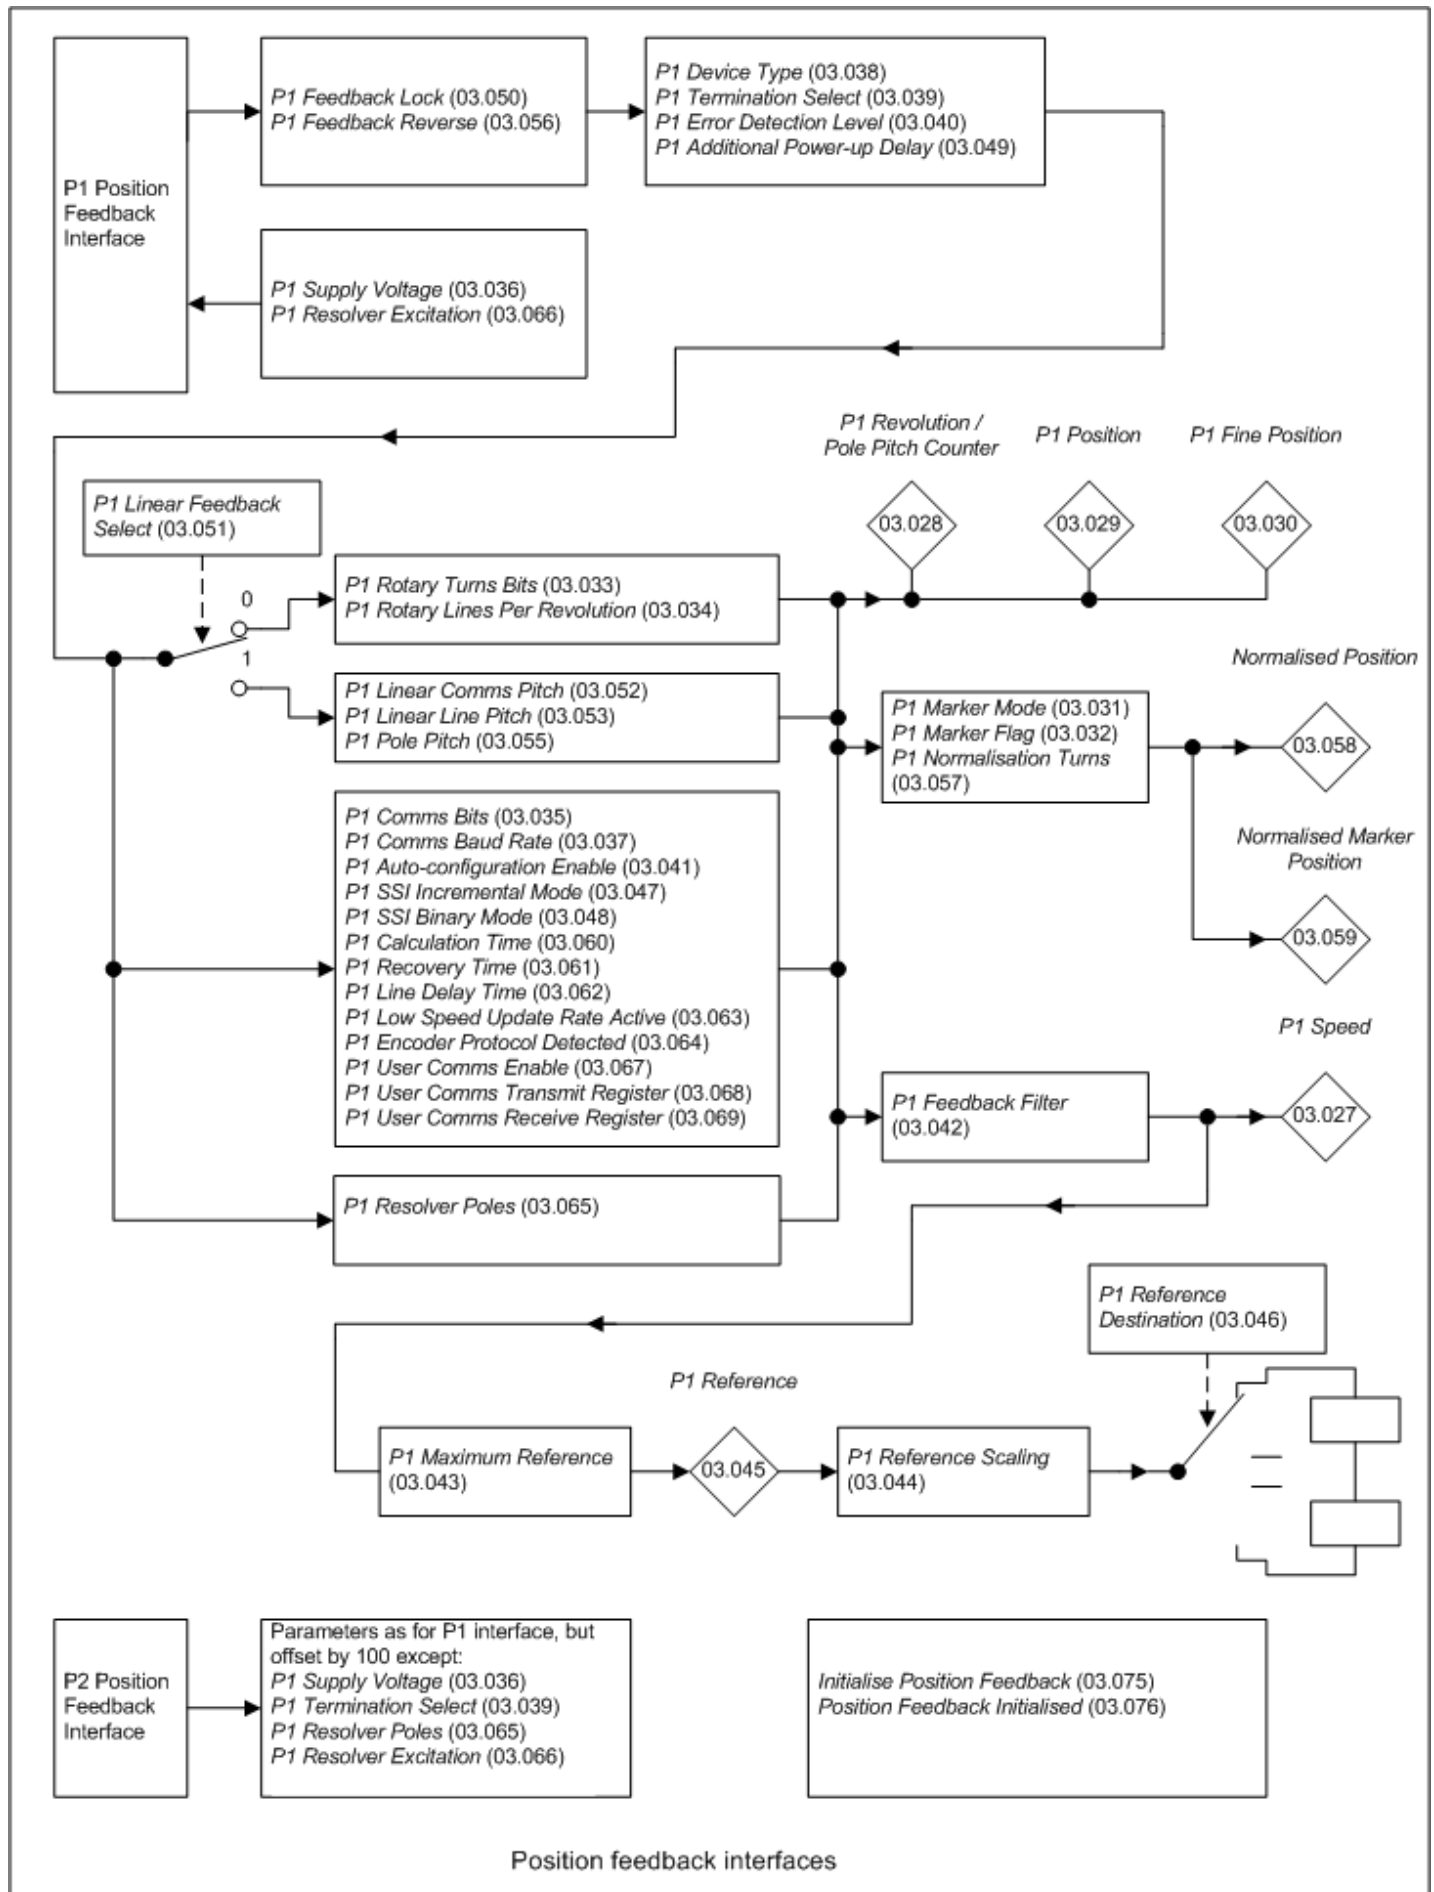 P1 Position
Feedback
Interface
P1 Feedback Lock (03.050)
P1 Feedback Reverse (03.056)
P1 Device Type (03.038)
P1 Termination Select (03.039)
P1 Error Detection Level (03.040)
P1 Additional Power-up Delay (03.049)
P1 Supply Voltage (03.036)
P1 Resolver Excitation (03.066)
P1 Revolution /
Pole Pitch Counter
P1 Position
P1 Fine Position
03.028
03.029
03.030
P1 Linear Feedback
Select (03.051)
0
1
P1 Rotary Turns Bits (03.033)
P1 Rotary Lines Per Revolution (03.034)
P1 Linear Comms Pitch (03.052)
P1 Linear Line Pitch (03.053)
P1 Pole Pitch (03.055)
P1 Marker Mode (03.031)
P1 Marker Flag (03.032)
P1 Normalisation Turns
(03.057)
Normalised Position
03.058
Normalised Marker
Position
03.059
P1 Comms Bits (03.035)
P1 Comms Baud Rate (03.037)
P1 Auto-configuration Enable (03.041)
P1 SSI Incremental Mode (03.047)
P1 SSI Binary Mode (03.048)
P1 Calculation Time (03.060)
P1 Recovery Time (03.061)
P1 Line Delay Time (03.062)
P1 Low Speed Update Rate Active (03.063)
P1 Encoder Protocol Detected (03.064)
P1 User Comms Enable (03.067)
P1 User Comms Transmit Register (03.068)
P1 User Comms Receive Register (03.069)
P1 Speed
P1 Feedback Filter
(03.042)
03.027
P1 Resolver Poles (03.065)
P1 Reference
Destination (03.046)
P1 Reference
P1 Maximum Reference
(03.043)
03.045
P1 Reference Scaling
(03.044)
P2 Position
Feedback
Interface
Parameters as for P1 interface, but
offset by 100 except:
P1 Supply Voltage (03.036)
P1 Termination Select (03.039)
P1 Resolver Poles (03.065)
P1 Resolver Excitation (03.066)
Initialise Position Feedback (03.075)
Position Feedback Initialised (03.076)
Position feedback interfaces